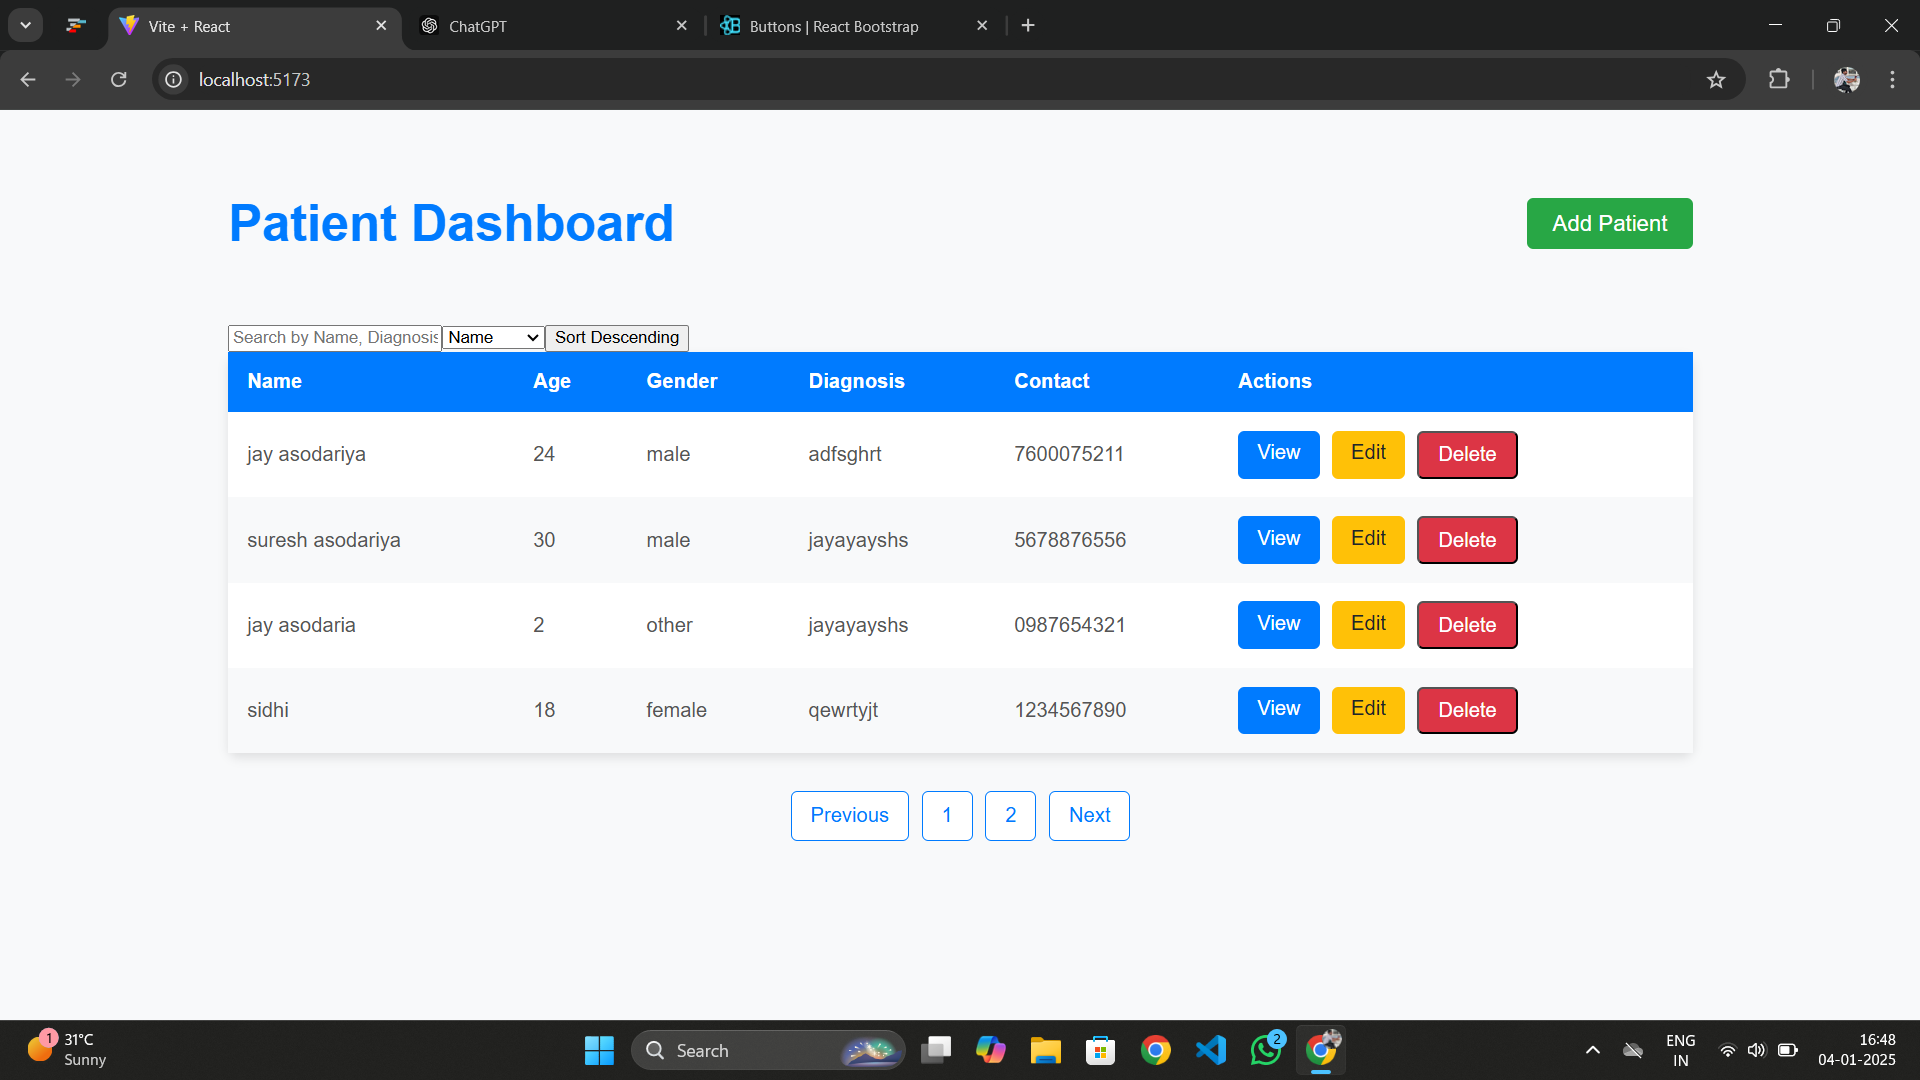 Vite + React
ChatGPT
Buttons | React Bootstrap
localhost:5173
Patient Dashboard
Add Patient
Search by Name, Diagnosis
Name
Sort Descending
Name Age Gender Diagnosis Contact Actions
jay asodariya 24 male adfsghrt 7600075211 View Edit Delete
suresh asodariya 30 male jayayayshs 5678876556 View Edit Delete
jay asodaria 2 other jayayayshs 0987654321 View Edit Delete
sidhi 18 female qewrtyjt 1234567890 View Edit Delete
Previous 1 2 Next
1
31°C
Sunny
Search
2
ENG
IN
16:48
04-01-2025